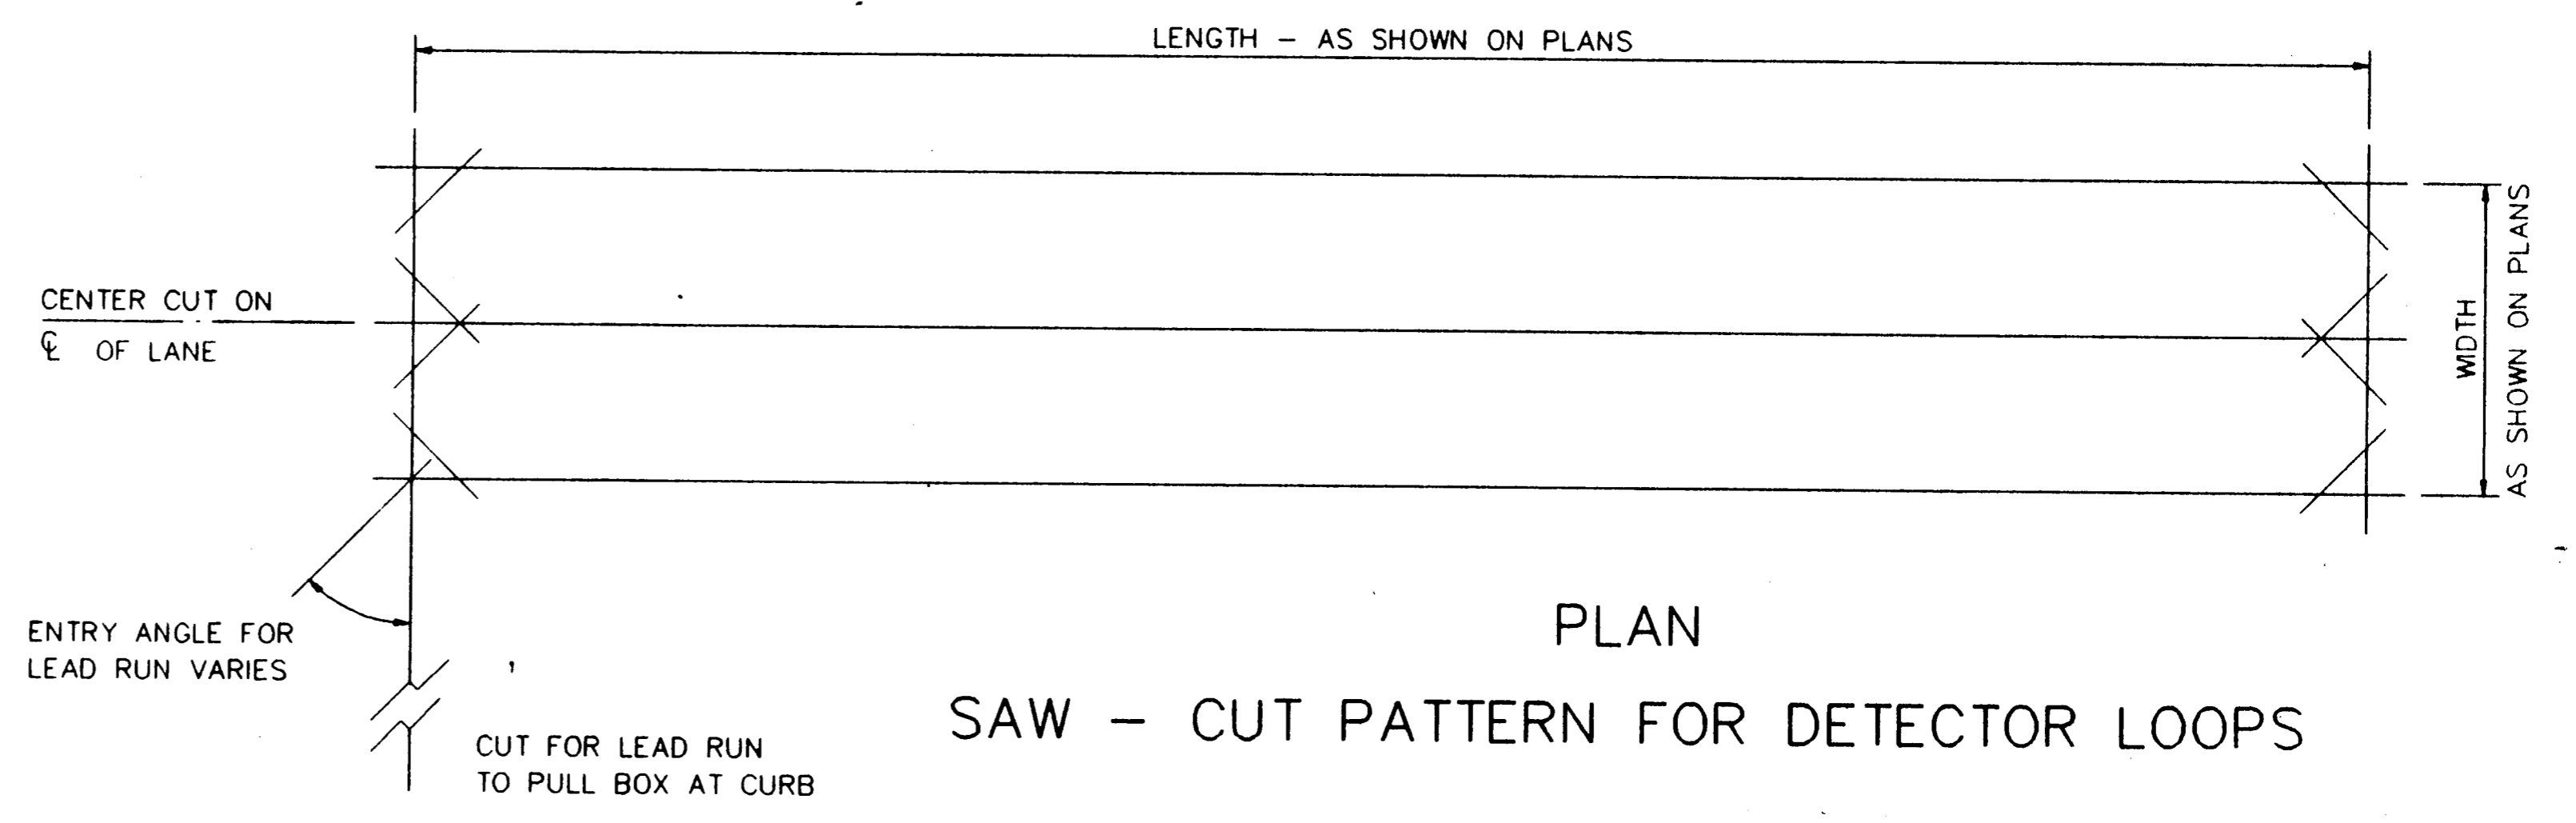 LENGTH - AS SHOWN ON PLANS
CENTER CUT ON
℄ OF LANE
WIDTH
AS SHOWN ON PLANS
ENTRY ANGLE FOR
LEAD RUN VARIES
PLAN
SAW - CUT PATTERN FOR DETECTOR LOOPS
CUT FOR LEAD RUN
TO PULL BOX AT CURB